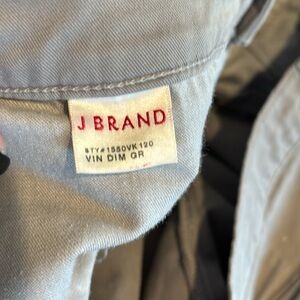 J BRAND
STY#1550VK120
VIN DIM GR